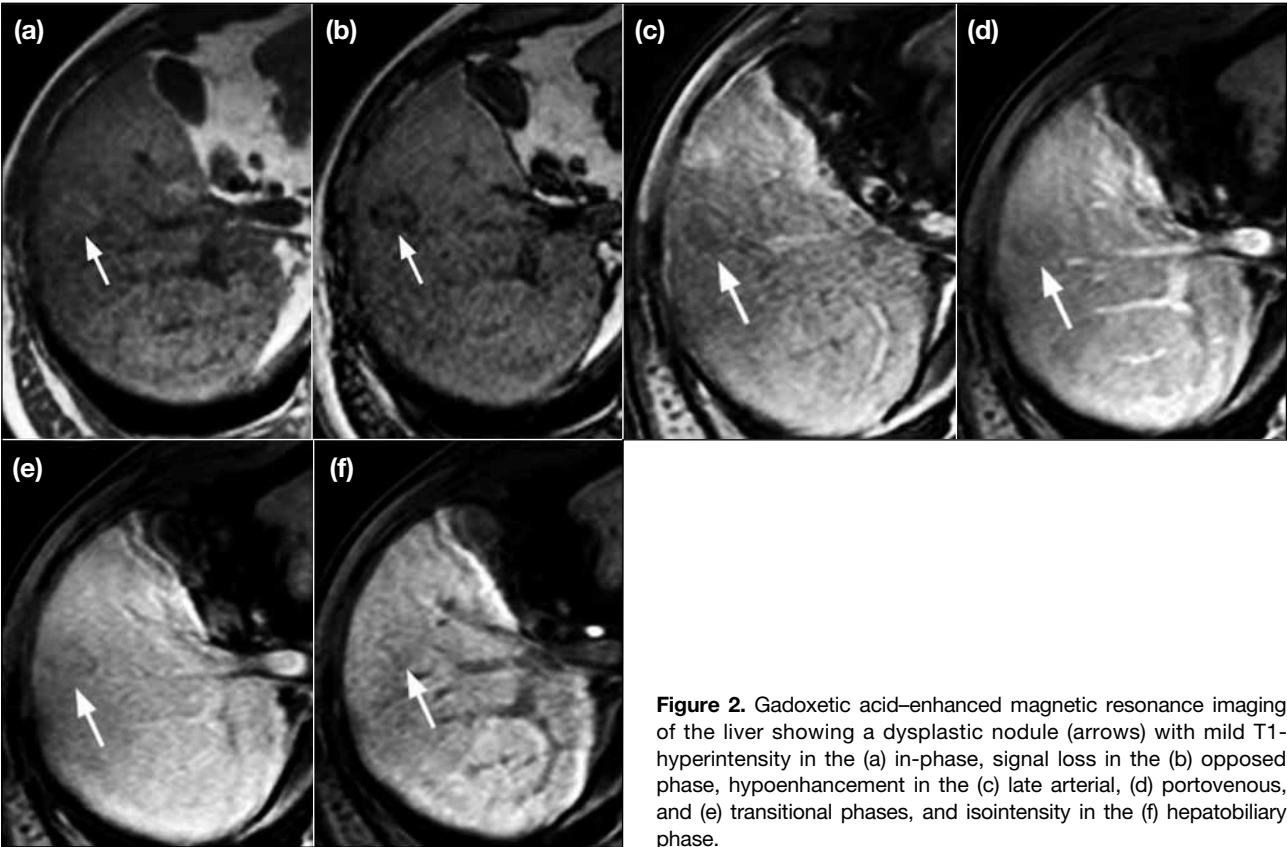 (a)
(b)
(c)
(d)
(e)
(f)
Figure 2. Gadoxetic acid–enhanced magnetic resonance imaging
of the liver showing a dysplastic nodule (arrows) with mild T1-
hyperintensity in the (a) in-phase, signal loss in the (b) opposed
phase, hypoenhancement in the (c) late arterial, (d) portovenous,
and (e) transitional phases, and isointensity in the (f) hepatobiliary
phase.